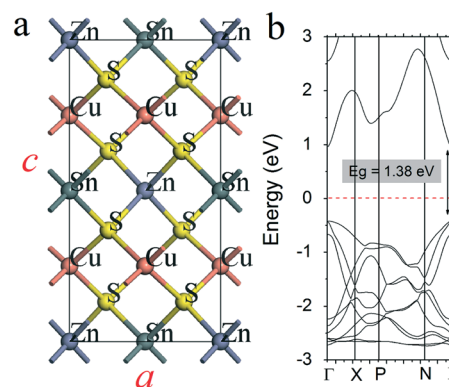 a
Zn Sn Zn
S S
Cu Cu Cu
S S
Sn Zn Sn
S S
Cu Cu Cu
S S
Zn Sn Zn
c
a
b
3
2
1
0
-1
-2
-3
Energy (eV)
Eg = 1.38 eV
Γ X P N